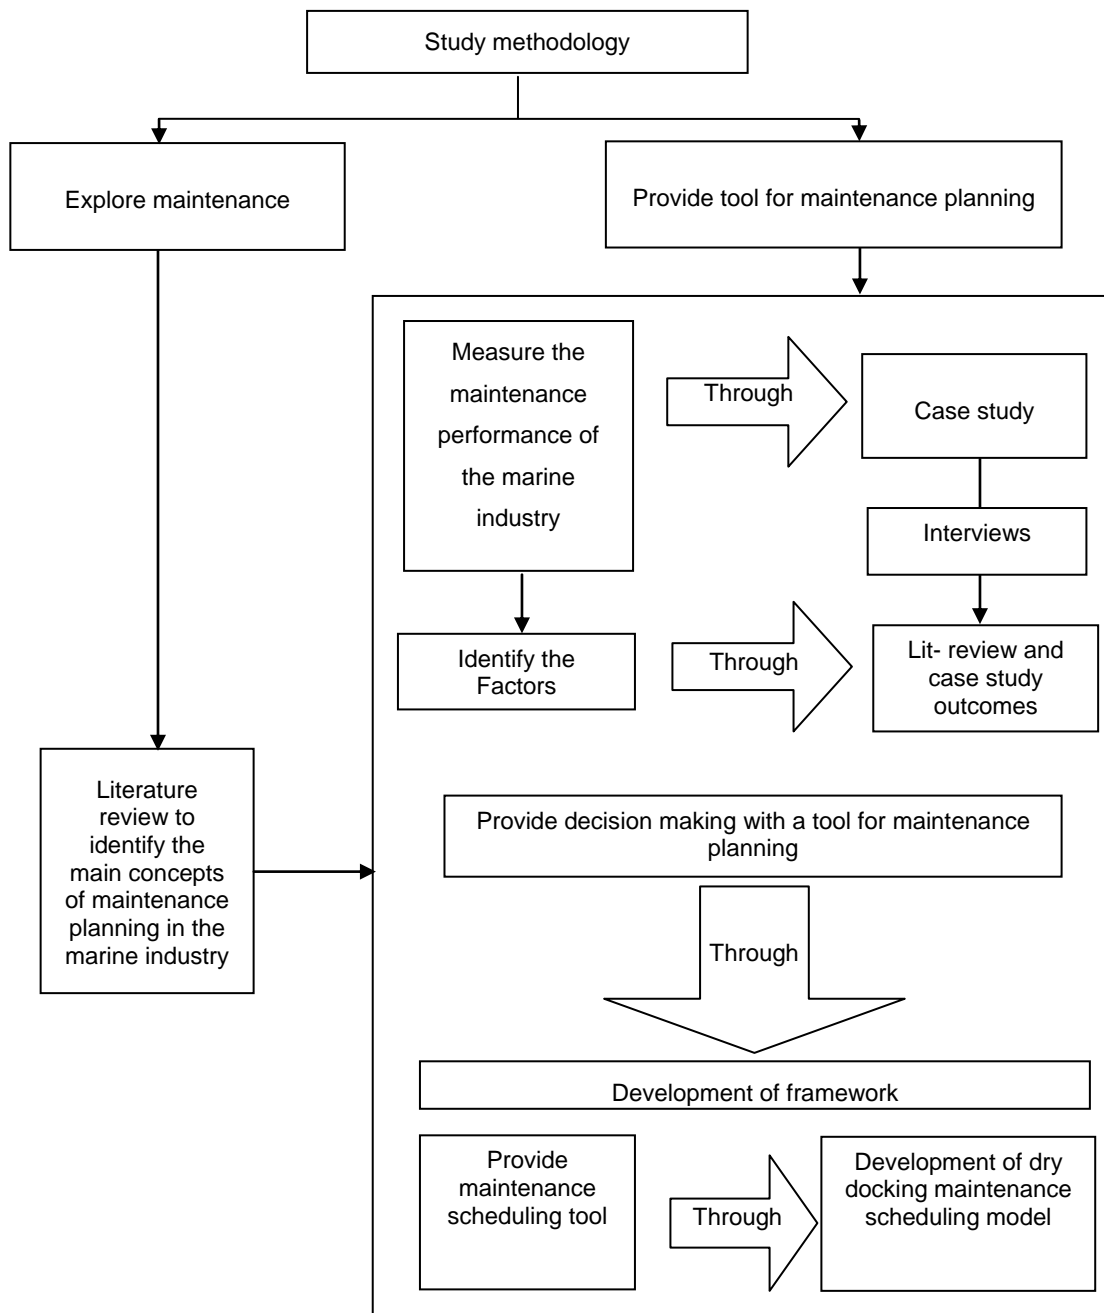 Study methodology
Explore maintenance
Provide tool for maintenance planning
Measure the
maintenance
performance of
the marine
industry
Through
Case study
Interviews
Identify the
Factors
Through
Lit- review and
case study
outcomes
Literature
review to
identify the
main concepts
of maintenance
planning in the
marine industry
Provide decision making with a tool for maintenance
planning
Through
Development of framework
Provide
maintenance
scheduling tool
Through
Development of dry
docking maintenance
scheduling model